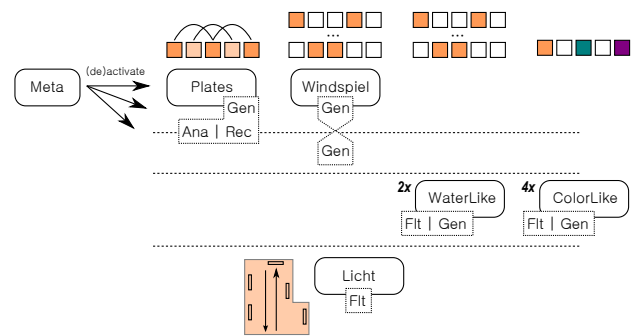 ...
...
(de)activate
Meta
Plates
Windspiel
Gen
Gen
Ana | Rec
Gen
2x
WaterLike
4x
ColorLike
Flt | Gen
Flt | Gen
Licht
Flt